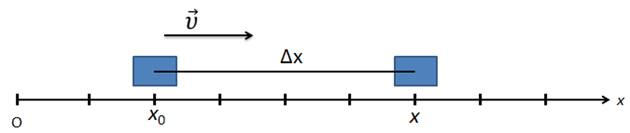 v⃗
Δx
O x₀ x x